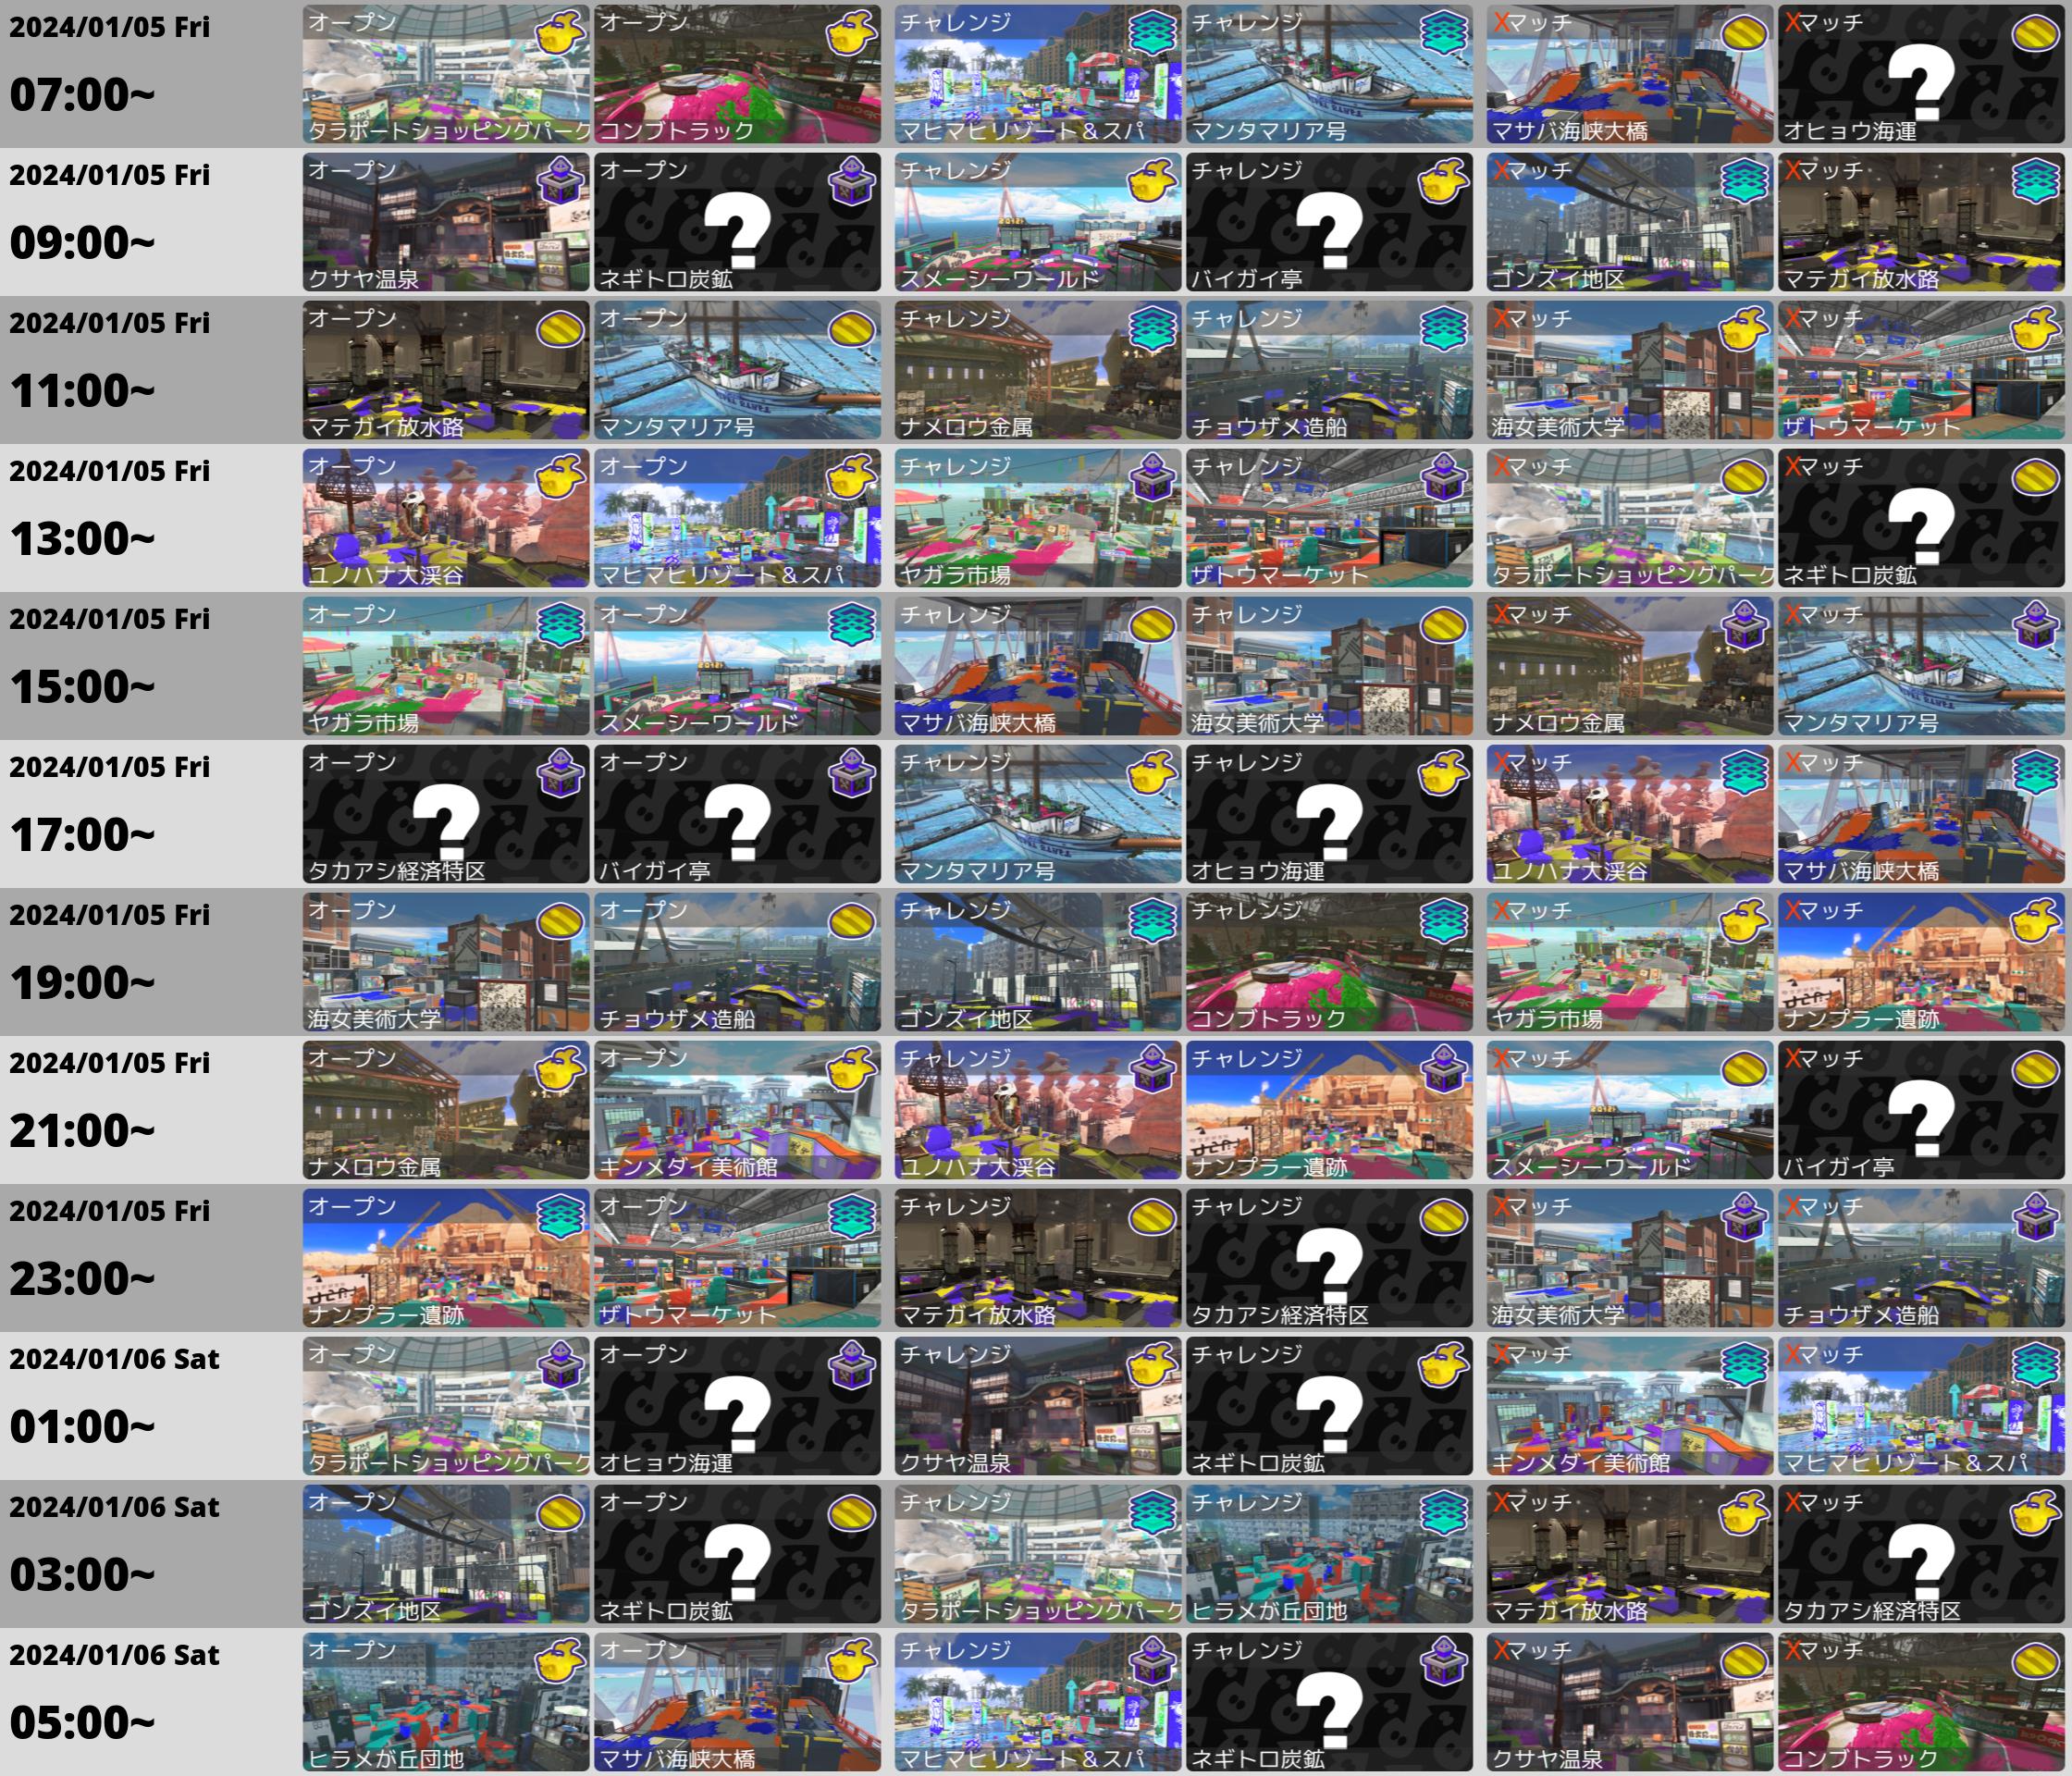 2024/01/05 Fri
07:00~
オープン
タラポートショッピングパーク
オープン
コンブトラック
チャレンジ
マヒマヒリゾート＆スパ
チャレンジ
マンタマリア号
Xマッチ
マサバ海峡大橋
Xマッチ
オヒョウ海運
2024/01/05 Fri
09:00~
オープン
クサヤ温泉
オープン
ネギトロ炭鉱
チャレンジ
スメーシーワールド
チャレンジ
バイガイ亭
Xマッチ
ゴンズイ地区
Xマッチ
マテガイ放水路
2024/01/05 Fri
11:00~
オープン
マテガイ放水路
オープン
マンタマリア号
チャレンジ
ナメロウ金属
チャレンジ
チョウザメ造船
Xマッチ
海女美術大学
Xマッチ
ザトウマーケット
2024/01/05 Fri
13:00~
オープン
ユノハナ大渓谷
オープン
マヒマヒリゾート＆スパ
チャレンジ
ヤガラ市場
チャレンジ
ザトウマーケット
Xマッチ
タラポートショッピングパーク
Xマッチ
ネギトロ炭鉱
2024/01/05 Fri
15:00~
オープン
ヤガラ市場
オープン
スメーシーワールド
チャレンジ
マサバ海峡大橋
チャレンジ
海女美術大学
Xマッチ
ナメロウ金属
Xマッチ
マンタマリア号
2024/01/05 Fri
17:00~
オープン
タカアシ経済特区
オープン
バイガイ亭
チャレンジ
マンタマリア号
チャレンジ
オヒョウ海運
Xマッチ
ユノハナ大渓谷
Xマッチ
マサバ海峡大橋
2024/01/05 Fri
19:00~
オープン
海女美術大学
オープン
チョウザメ造船
チャレンジ
ゴンズイ地区
チャレンジ
コンブトラック
Xマッチ
ヤガラ市場
Xマッチ
ナンプラー遺跡
2024/01/05 Fri
21:00~
オープン
ナメロウ金属
オープン
キンメダイ美術館
チャレンジ
ユノハナ大渓谷
チャレンジ
ナンプラー遺跡
Xマッチ
スメーシーワールド
Xマッチ
バイガイ亭
2024/01/05 Fri
23:00~
オープン
ナンプラー遺跡
オープン
ザトウマーケット
チャレンジ
マテガイ放水路
チャレンジ
タカアシ経済特区
Xマッチ
海女美術大学
Xマッチ
チョウザメ造船
2024/01/06 Sat
01:00~
オープン
タラポートショッピングパーク
オープン
オヒョウ海運
チャレンジ
クサヤ温泉
チャレンジ
ネギトロ炭鉱
Xマッチ
キンメダイ美術館
Xマッチ
マヒマヒリゾート＆スパ
2024/01/06 Sat
03:00~
オープン
ゴンズイ地区
オープン
ネギトロ炭鉱
チャレンジ
タラポートショッピングパーク
チャレンジ
ヒラメが丘団地
Xマッチ
マテガイ放水路
Xマッチ
タカアシ経済特区
2024/01/06 Sat
05:00~
オープン
ヒラメが丘団地
オープン
マサバ海峡大橋
チャレンジ
マヒマヒリゾート＆スパ
チャレンジ
ネギトロ炭鉱
Xマッチ
クサヤ温泉
Xマッチ
コンブトラック